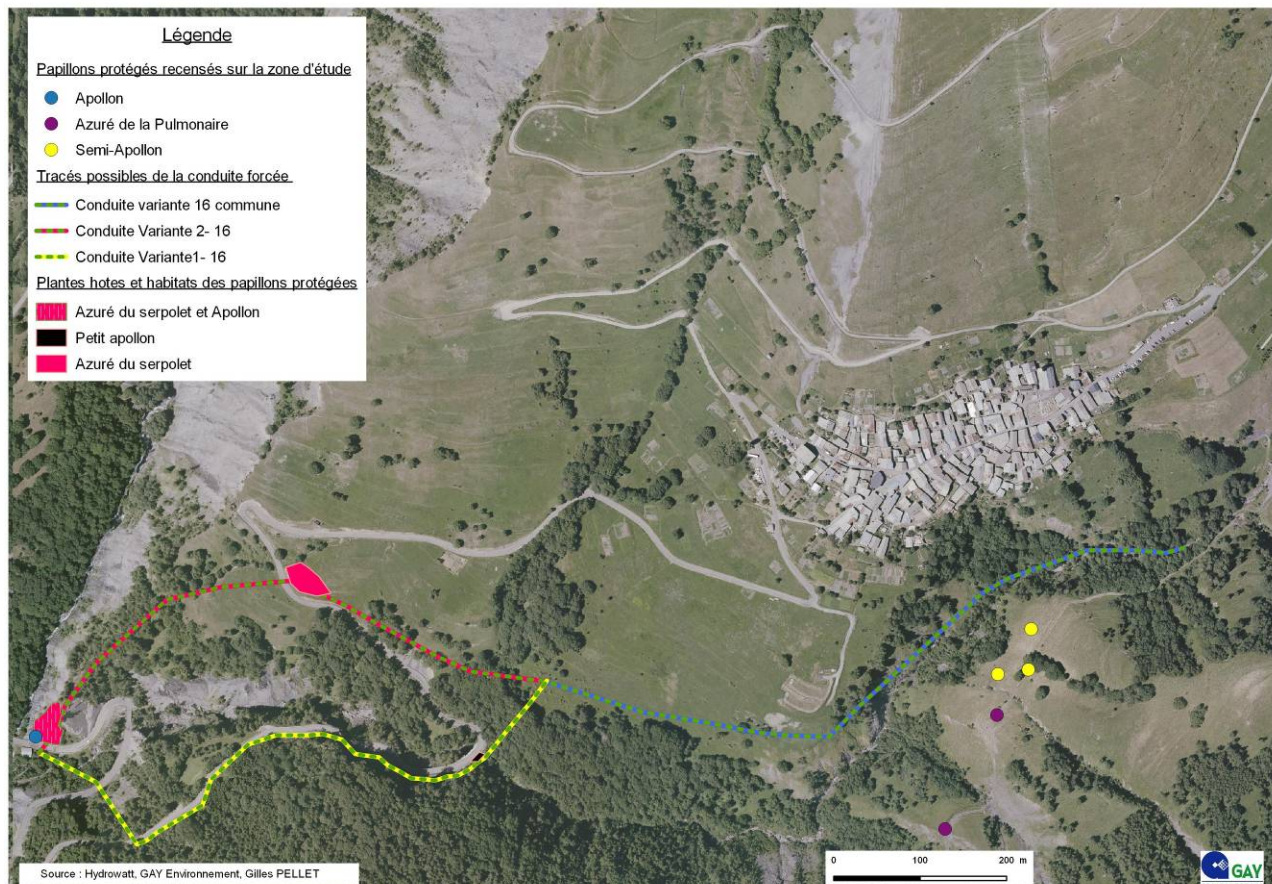 Légende
Papillons protégés recensés sur la zone d'étude
Apollon
Azuré de la Pulmonaire
Semi-Apollon
Tracés possibles de la conduite forcée
Conduite variante 16 commune
Conduite Variante 2- 16
Conduite Variante1- 16
Plantes hotes et habitats des papillons protégées
Azuré du serpolet et Apollon
Petit apollon
Azuré du serpolet
Source : Hydrowatt, GAY Environnement, Gilles PELLET
0 100 200 m
GAY